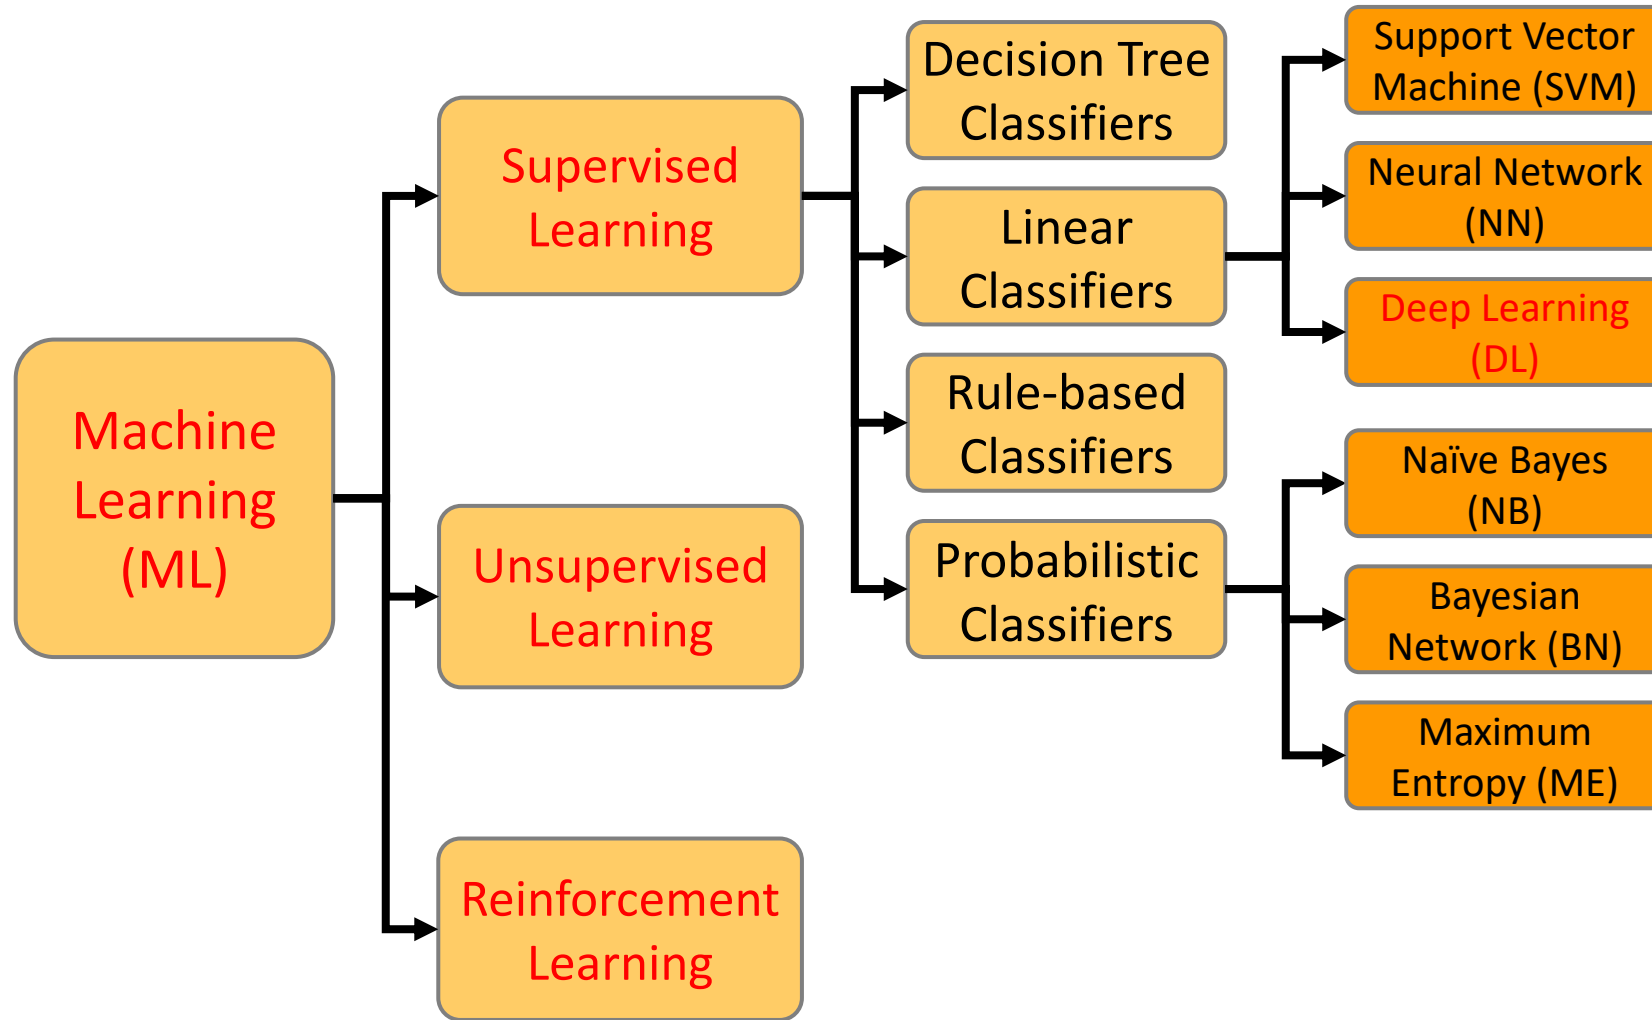 Machine
Learning
(ML)
Supervised
Learning
Unsupervised
Learning
Reinforcement
Learning
Decision Tree
Classifiers
Linear
Classifiers
Rule-based
Classifiers
Probabilistic
Classifiers
Support Vector
Machine (SVM)
Neural Network
(NN)
Deep Learning
(DL)
Naïve Bayes
(NB)
Bayesian
Network (BN)
Maximum
Entropy (ME)